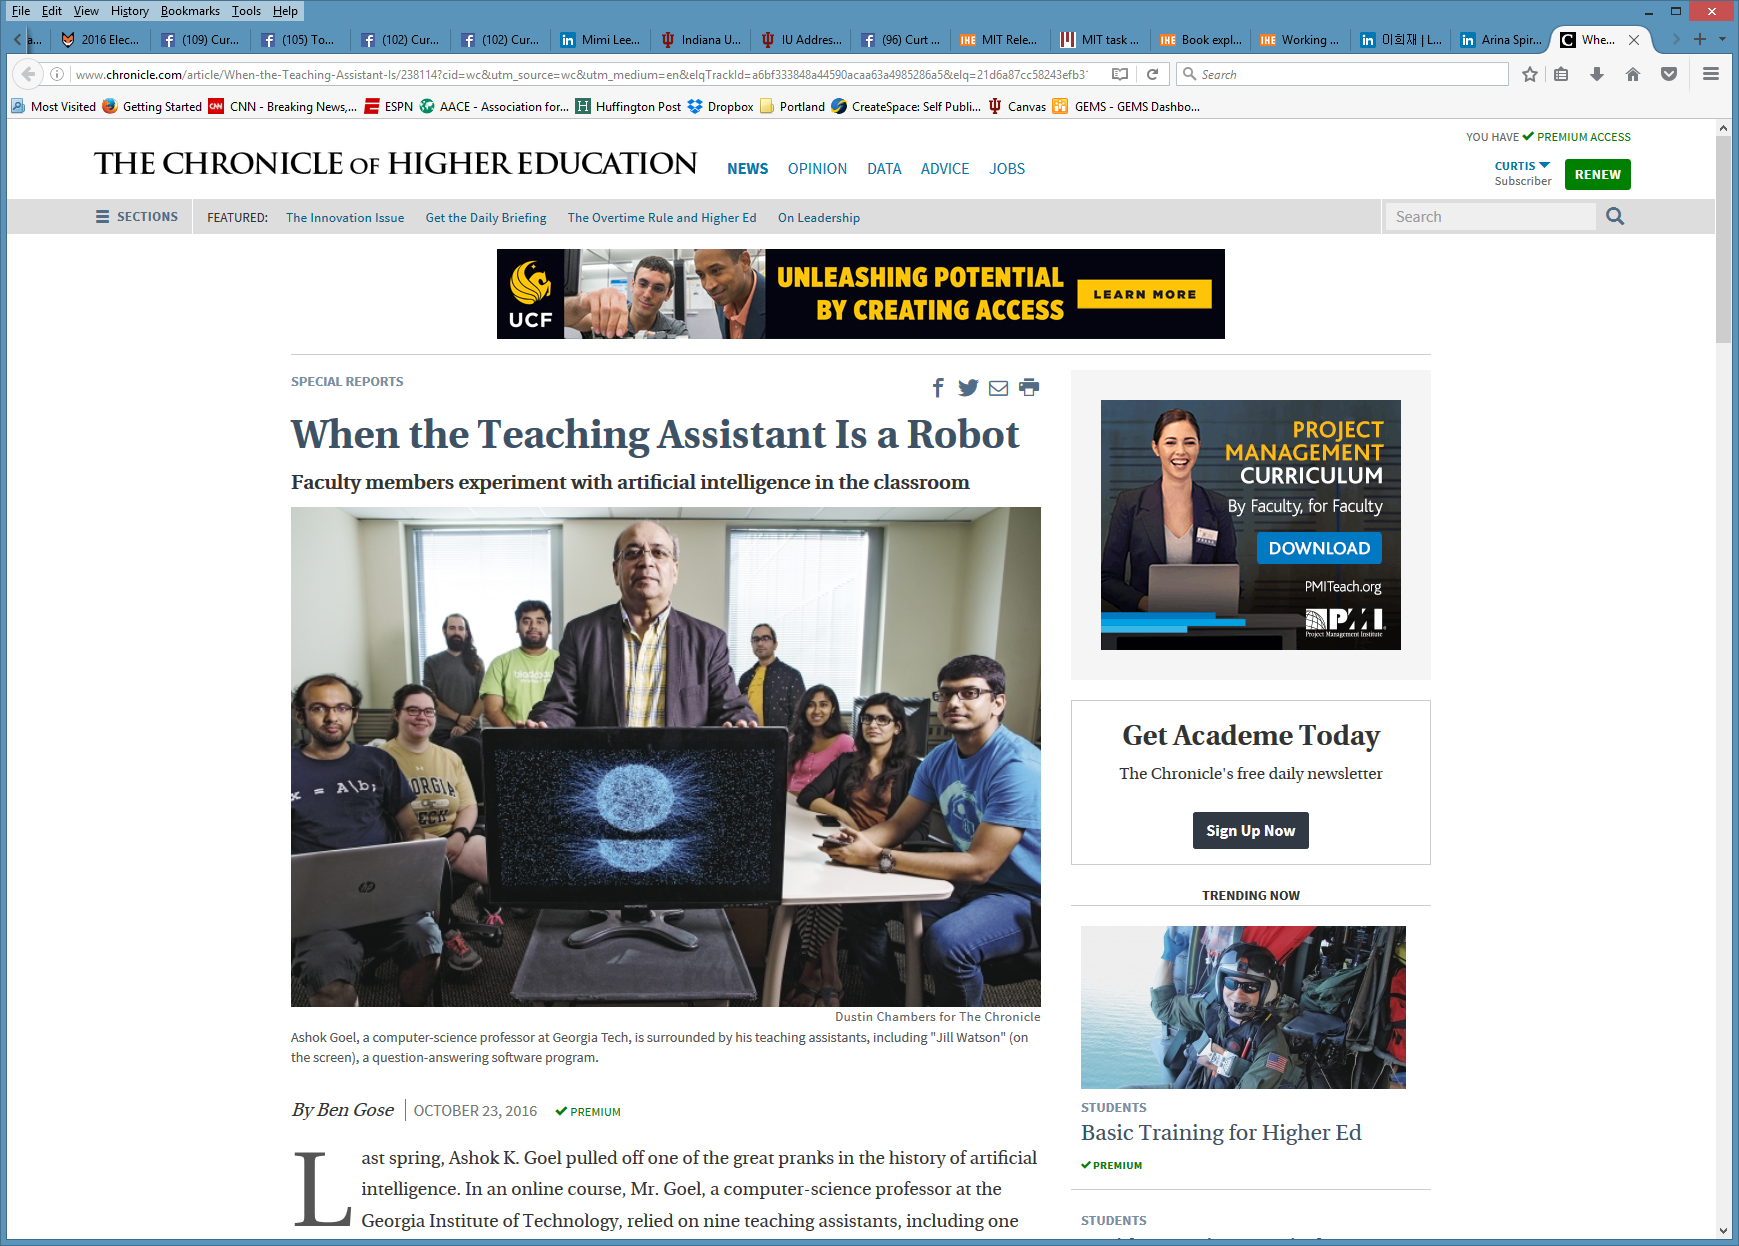 File Edit View History Bookmarks Tools Help
a... 2016 Elec... (109) Cur... (105) To... (102) Cur... (102) Cur... Mimi Lee... Indiana U... IU Addres... (96) Curt ... MIT Rele... MIT task ... Book expl... Working ... 이희재 | L... Arina Spir... Whe...
www.chronicle.com/article/When-the-Teaching-Assistant-Is/238114?cid=wc&utm_source=wc&utm_medium=en&elqTrackId=a6bf333848a44590acaa63a4985286a5&elq=21d6a87cc58243efb3 Search
Most Visited Getting Started CNN - Breaking News,... ESPN AACE - Association for... Huffington Post Dropbox Portland CreateSpace: Self Publi... Canvas GEMS - GEMS Dashbo...
YOU HAVE PREMIUM ACCESS
THE CHRONICLE OF HIGHER EDUCATION NEWS OPINION DATA ADVICE JOBS
CURTIS
Subscriber
RENEW
SECTIONS FEATURED: The Innovation Issue Get the Daily Briefing The Overtime Rule and Higher Ed On Leadership Search
UCF
UNLEASHING POTENTIAL
BY CREATING ACCESS
LEARN MORE
SPECIAL REPORTS
When the Teaching Assistant Is a Robot
Faculty members experiment with artificial intelligence in the classroom
x = A\b;
GEORGIA
TECH
hp
Dustin Chambers for The Chronicle
Ashok Goel, a computer-science professor at Georgia Tech, is surrounded by his teaching assistants, including "Jill Watson" (on
the screen), a question-answering software program.
By Ben Gose OCTOBER 23, 2016 PREMIUM
Last spring, Ashok K. Goel pulled off one of the great pranks in the history of artificial
intelligence. In an online course, Mr. Goel, a computer-science professor at the
Georgia Institute of Technology, relied on nine teaching assistants, including one
PROJECT
MANAGEMENT
CURRICULUM
By Faculty, for Faculty
DOWNLOAD
PMITeach.org
PMI
Project Management Institute
Get Academe Today
The Chronicle's free daily newsletter
Sign Up Now
TRENDING NOW
STUDENTS
Basic Training for Higher Ed
PREMIUM
STUDENTS